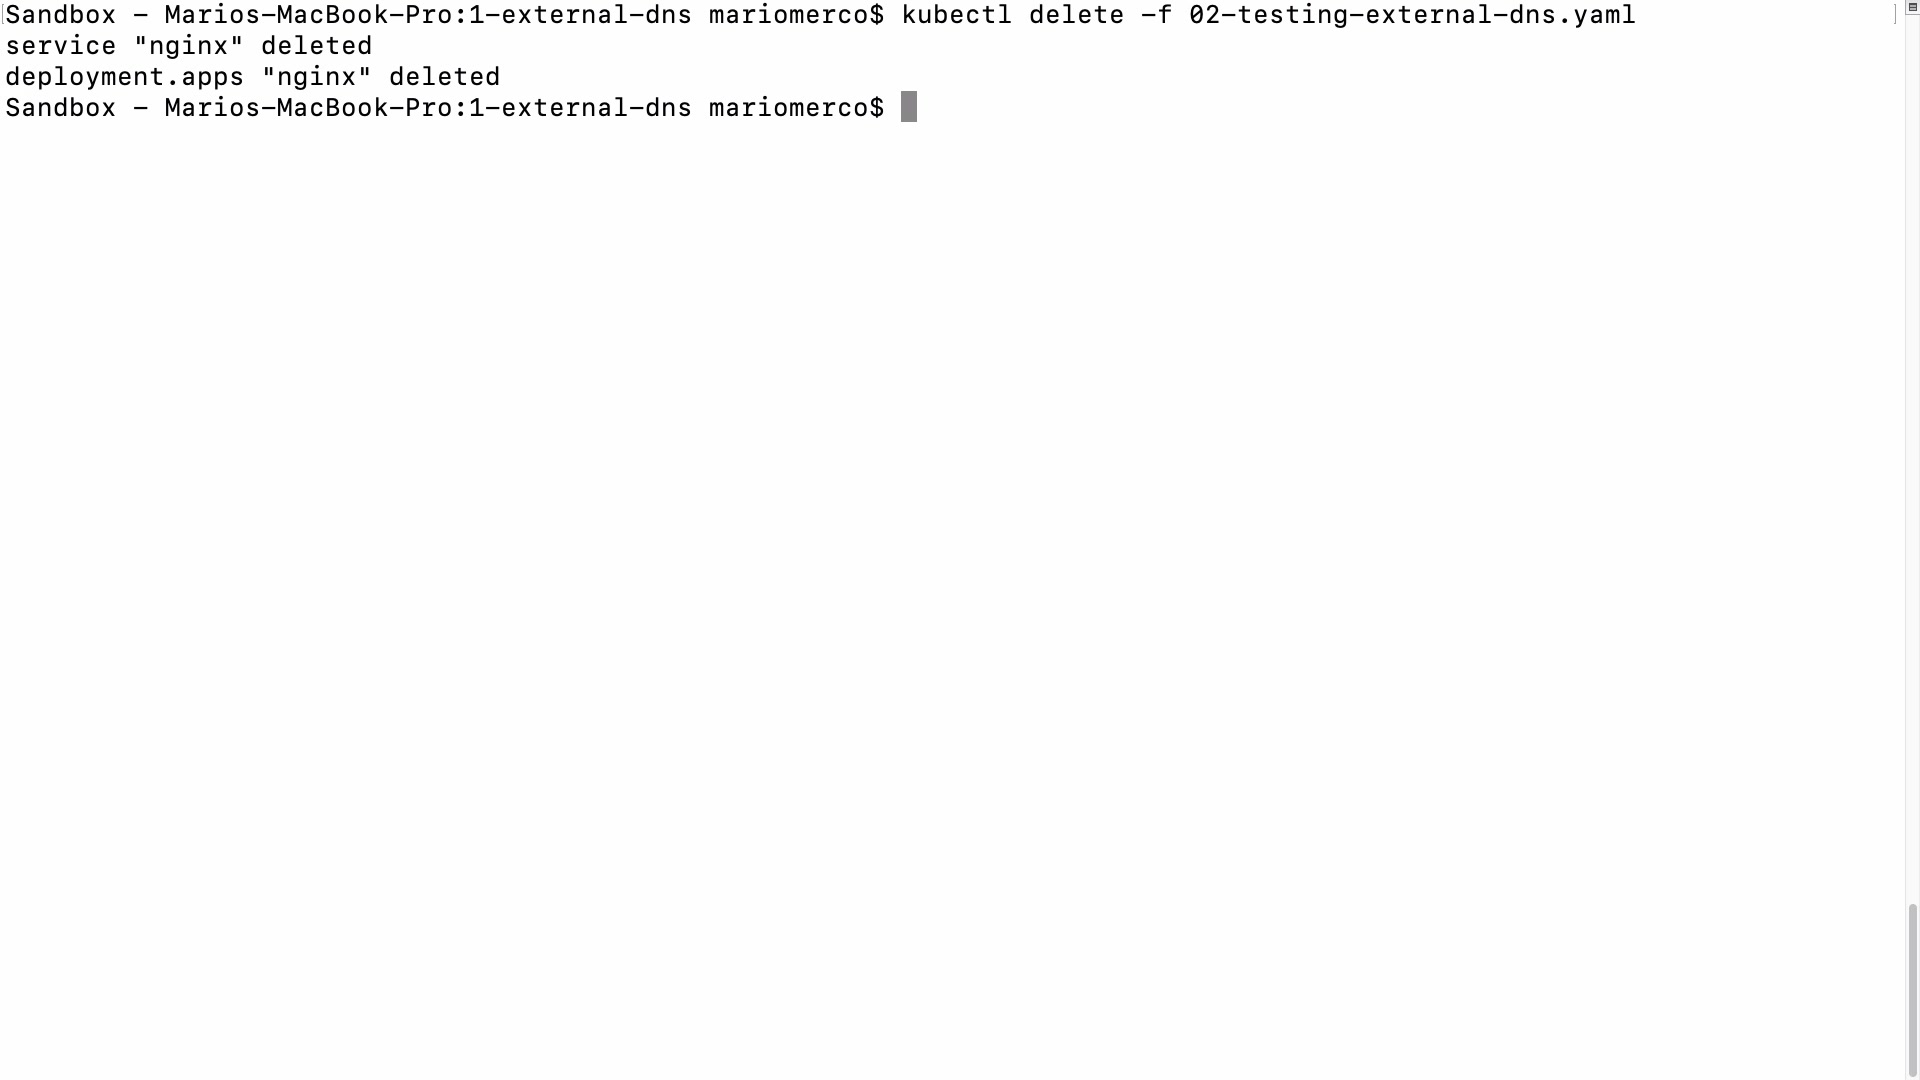 Sandbox - Marios-MacBook-Pro:1-external-dns mariomerco$ kubectl delete -f 02-testing-external-dns.yaml
service "nginx" deleted
deployment.apps "nginx" deleted
Sandbox - Marios-MacBook-Pro:1-external-dns mariomerco$